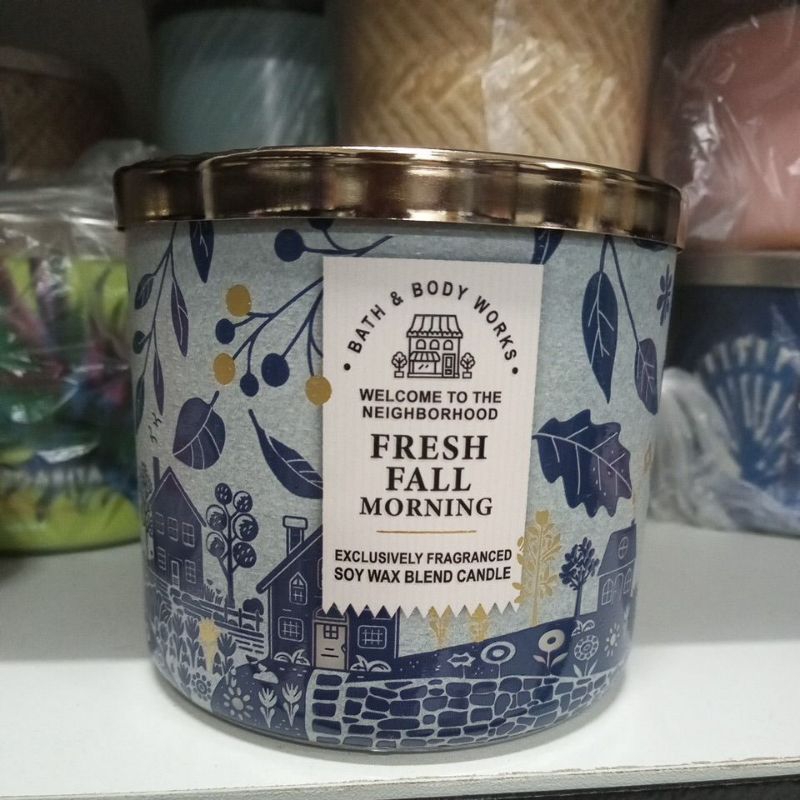 • BATH & BODY WORKS •
WELCOME TO THE
NEIGHBORHOOD
FRESH
FALL
MORNING
EXCLUSIVELY FRAGRANCED
SOY WAX BLEND CANDLE